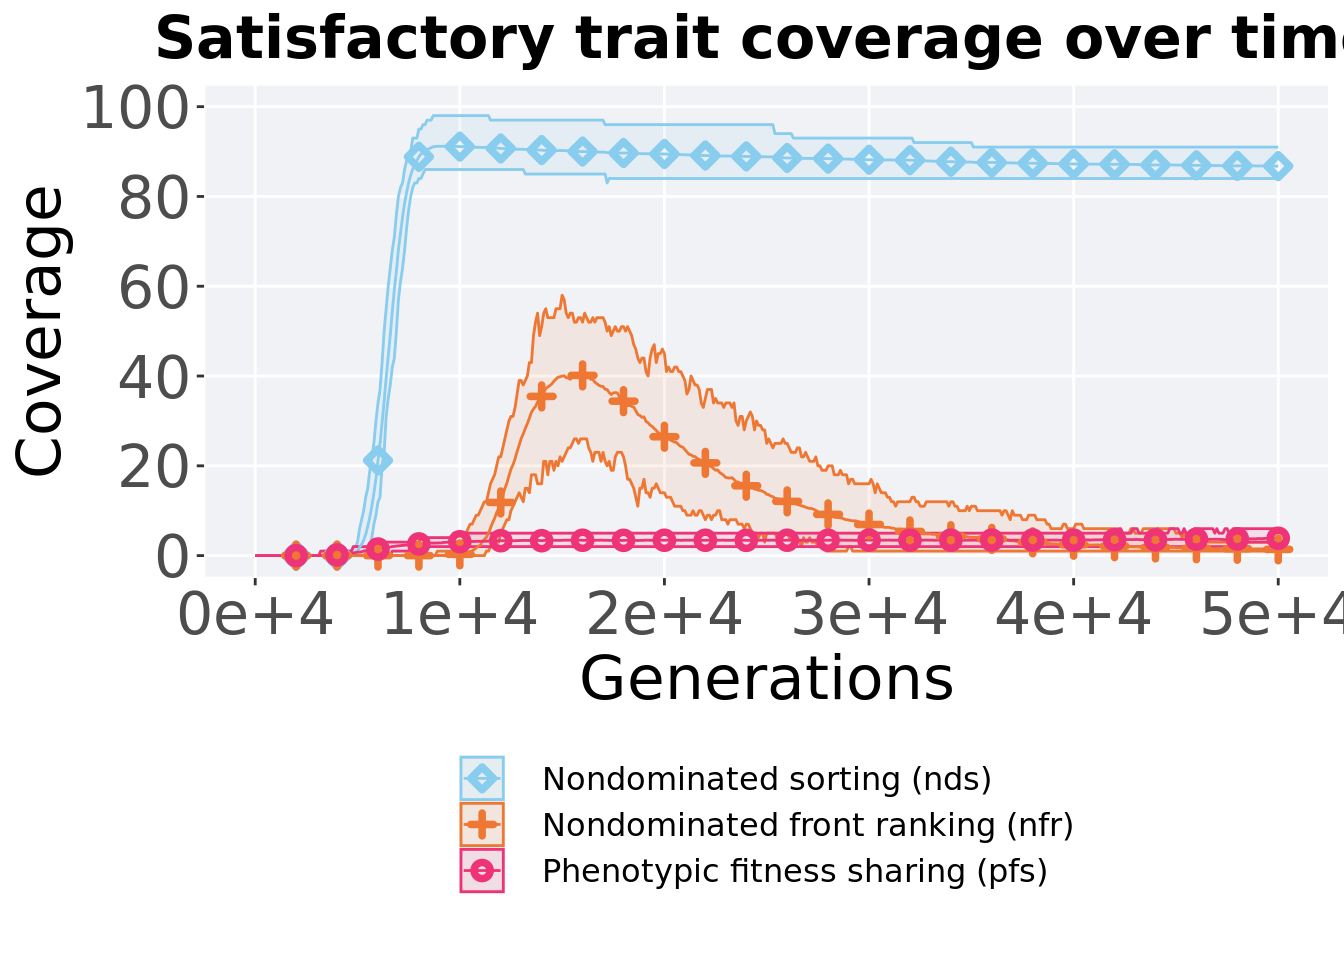 Satisfactory trait coverage over time
Coverage
100
80
60
40
20
0
0e+4 1e+4 2e+4 3e+4 4e+4 5e+4
Generations
Nondominated sorting (nds)
Nondominated front ranking (nfr)
Phenotypic fitness sharing (pfs)